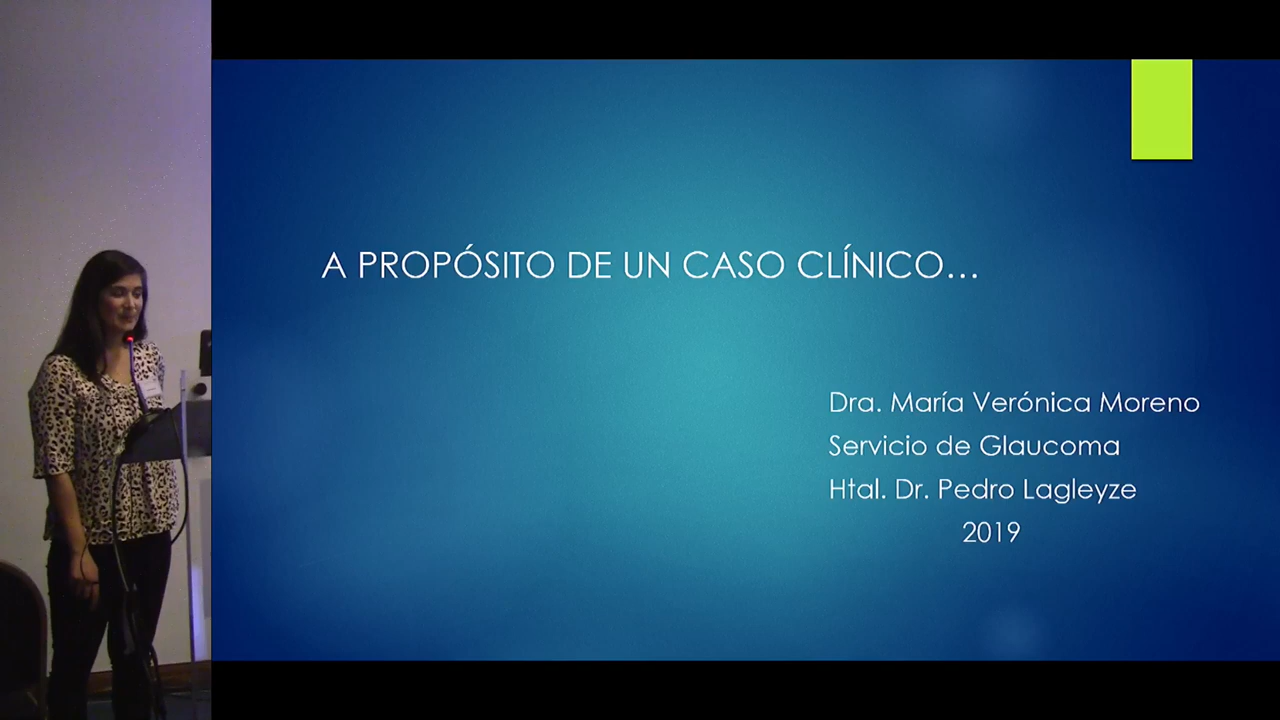 A PROPÓSITO DE UN CASO CLÍNICO...
Dra. María Verónica Moreno
Servicio de Glaucoma
Htal. Dr. Pedro Lagleyze
2019